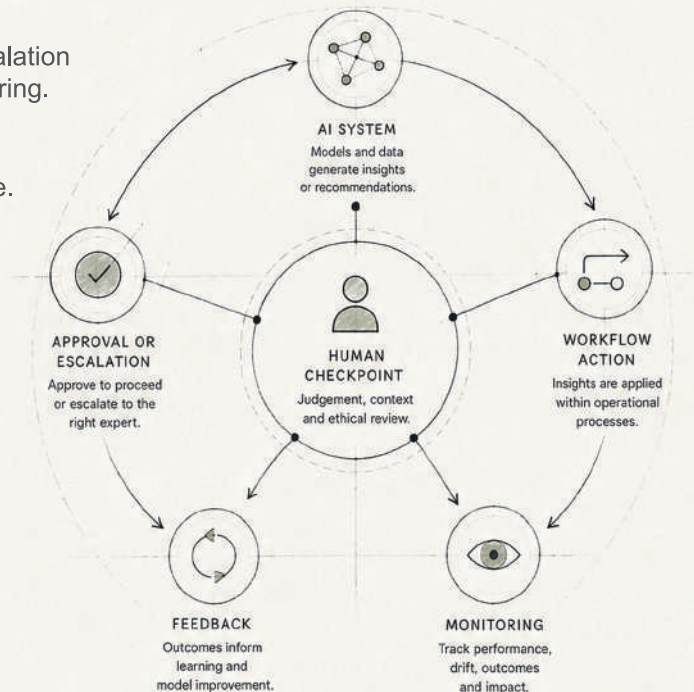 AI SYSTEM
Models and data
generate insights
or recommendations.
APPROVAL OR
ESCALATION
Approve to proceed
or escalate to the
right expert.
HUMAN
CHECKPOINT
Judgement, context
and ethical review.
WORKFLOW
ACTION
Insights are applied
within operational
processes.
FEEDBACK
Outcomes inform
learning and
model improvement.
MONITORING
Track performance,
drift, outcomes
and impact.